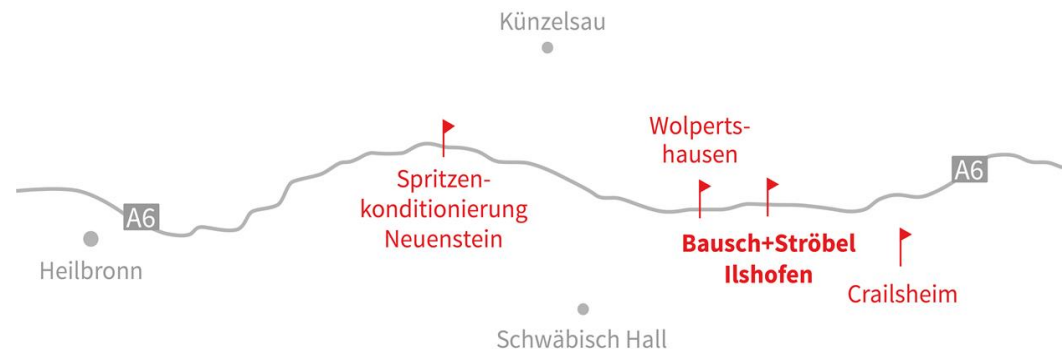 Künzelsau
Wolperts-
hausen
A6
Spritzen-
konditionierung
Neuenstein
A6
Bausch+Ströbel
Ilshofen
Heilbronn
Crailsheim
Schwäbisch Hall